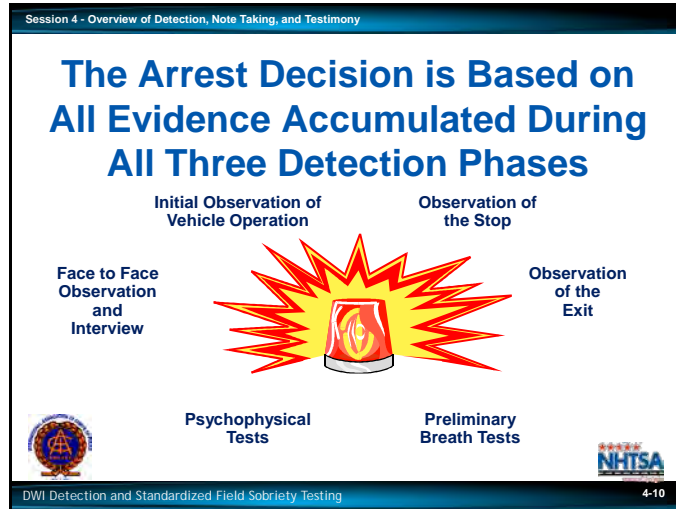 Session 4 - Overview of Detection, Note Taking, and Testimony
The Arrest Decision is Based on
All Evidence Accumulated During
All Three Detection Phases
Initial Observation of
Vehicle Operation
Observation of
the Stop
Face to Face
Observation
and
Interview
Observation
of the
Exit
Psychophysical
Tests
Preliminary
Breath Tests
NHTSA
DWI Detection and Standardized Field Sobriety Testing
4-10